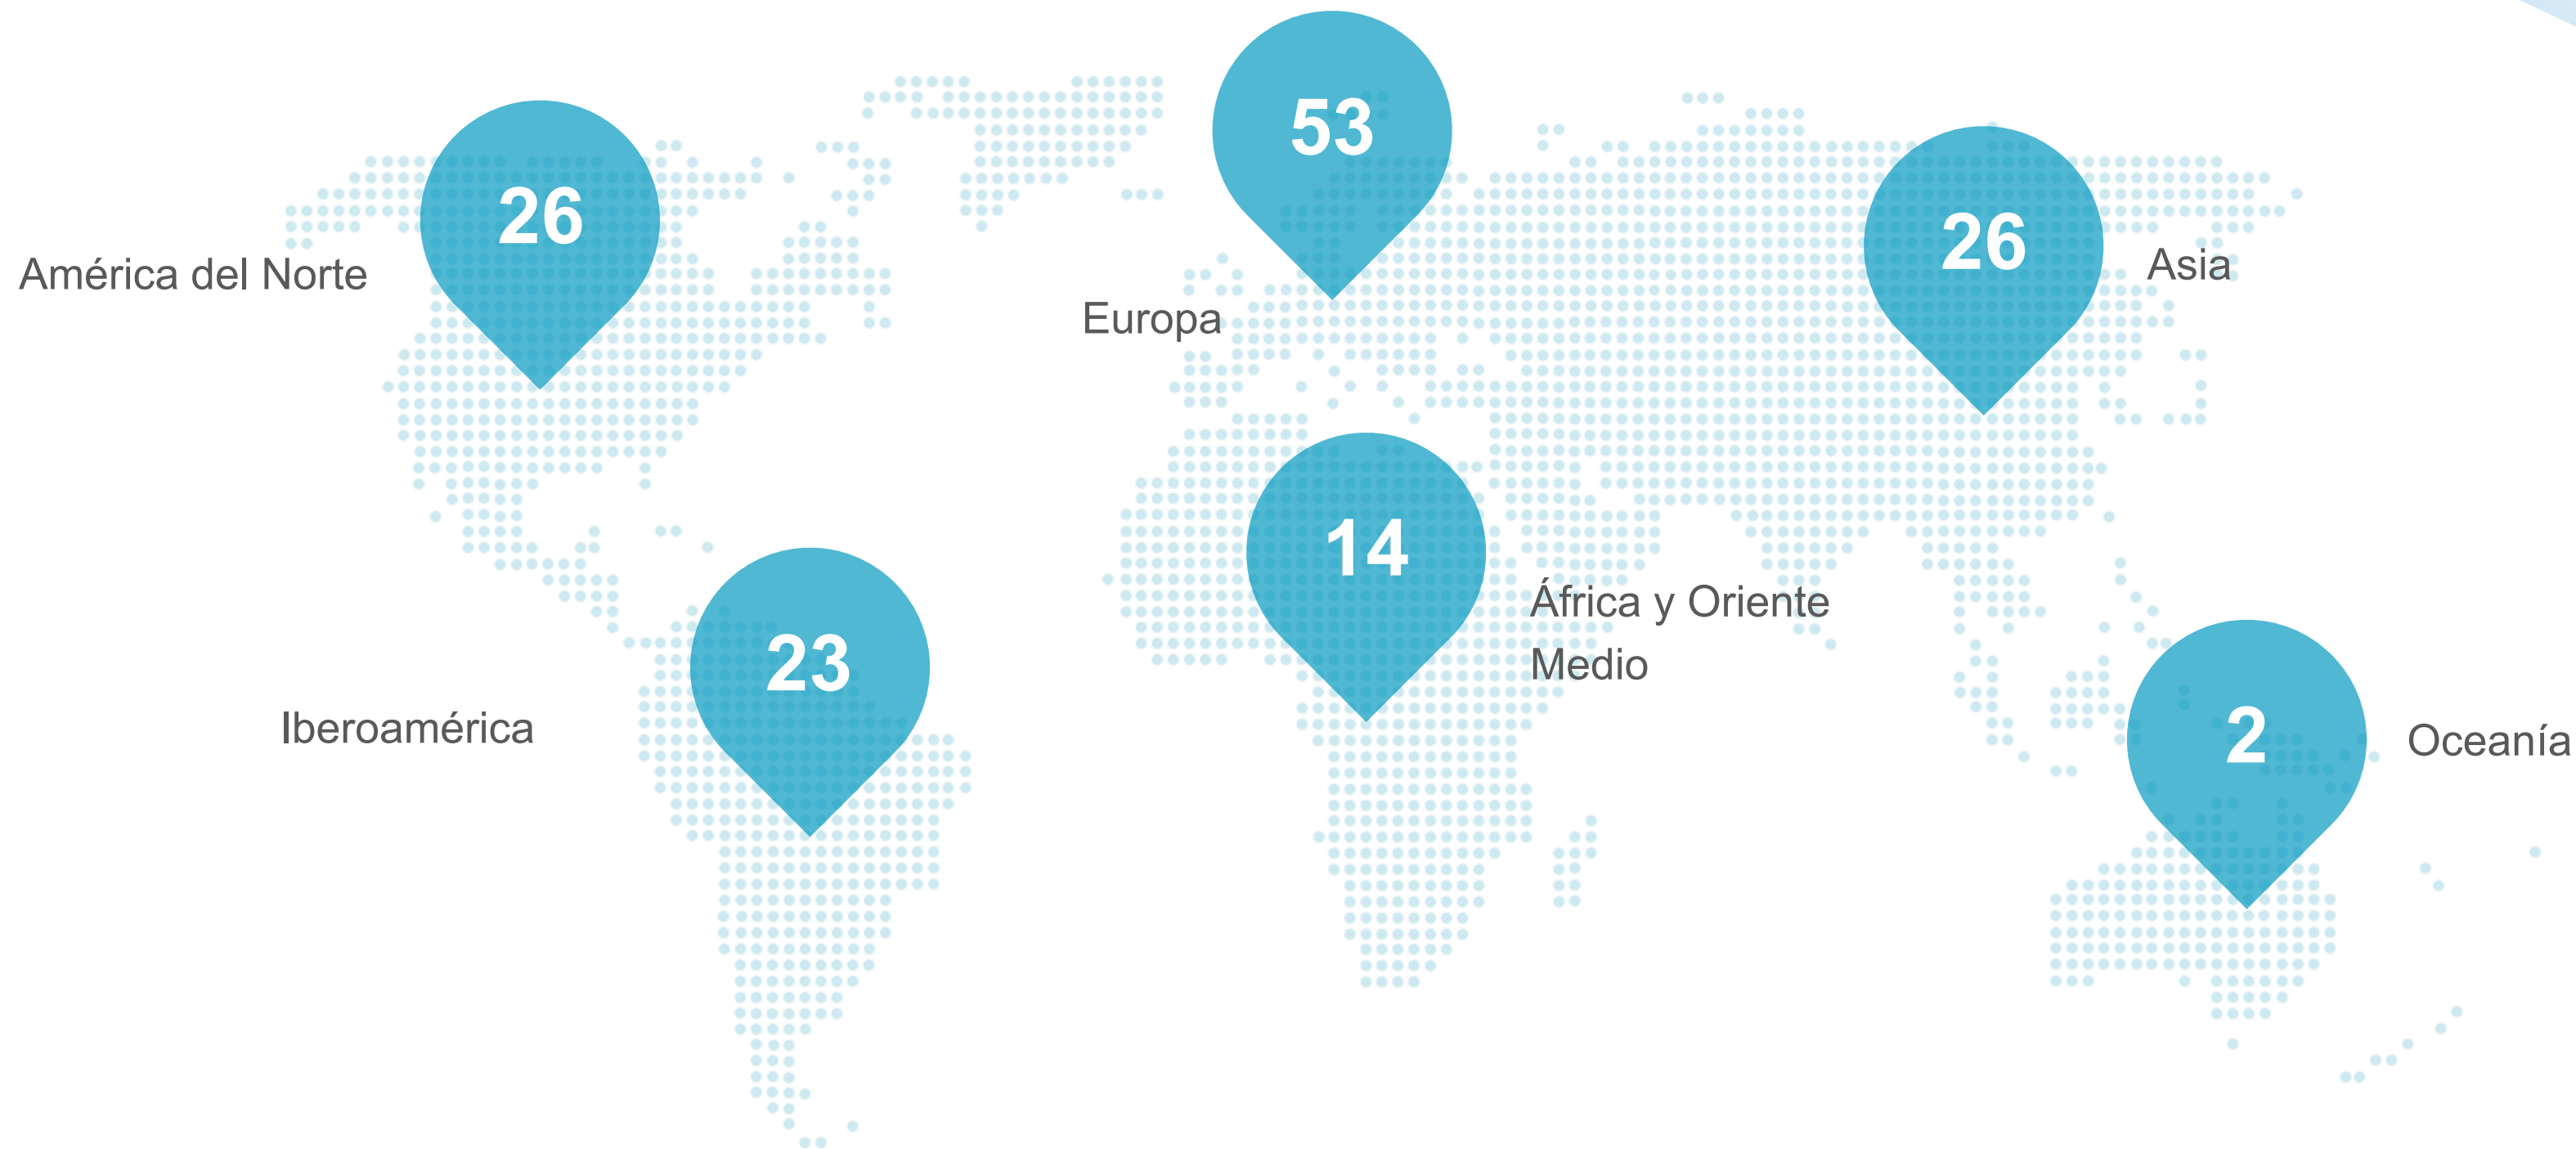 53
Europa
26
América del Norte
26
Asia
14
África y Oriente
Medio
23
Iberoamérica
2
Oceanía